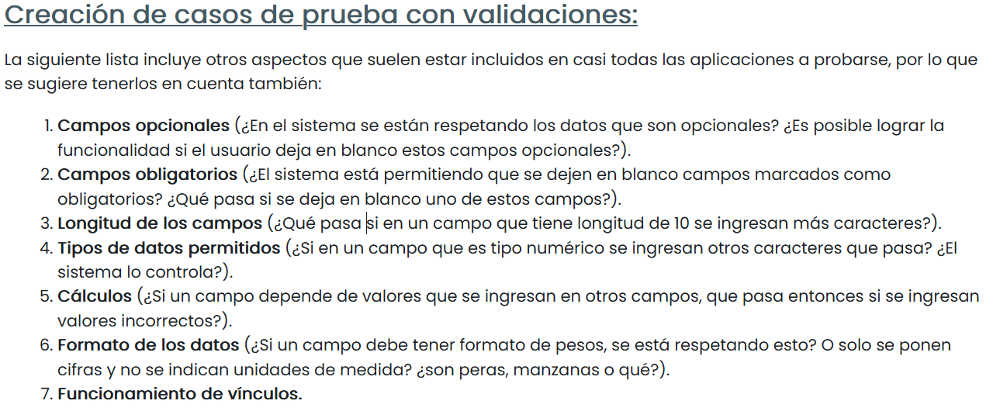 Creación de casos de prueba con validaciones:
La siguiente lista incluye otros aspectos que suelen estar incluidos en casi todas las aplicaciones a probarse, por lo que
se sugiere tenerlos en cuenta también:
1. Campos opcionales (¿En el sistema se están respetando los datos que son opcionales? ¿Es posible lograr la
funcionalidad si el usuario deja en blanco estos campos opcionales?).
2. Campos obligatorios (¿El sistema está permitiendo que se dejen en blanco campos marcados como
obligatorios? ¿Qué pasa si se deja en blanco uno de estos campos?).
3. Longitud de los campos (¿Qué pasa si en un campo que tiene longitud de 10 se ingresan más caracteres?).
4. Tipos de datos permitidos (¿Si en un campo que es tipo numérico se ingresan otros caracteres que pasa? ¿El
sistema lo controla?).
5. Cálculos (¿Si un campo depende de valores que se ingresan en otros campos, que pasa entonces si se ingresan
valores incorrectos?).
6. Formato de los datos (¿Si un campo debe tener formato de pesos, se está respetando esto? O solo se ponen
cifras y no se indican unidades de medida? ¿son peras, manzanas o qué?).
7. Funcionamiento de vínculos.